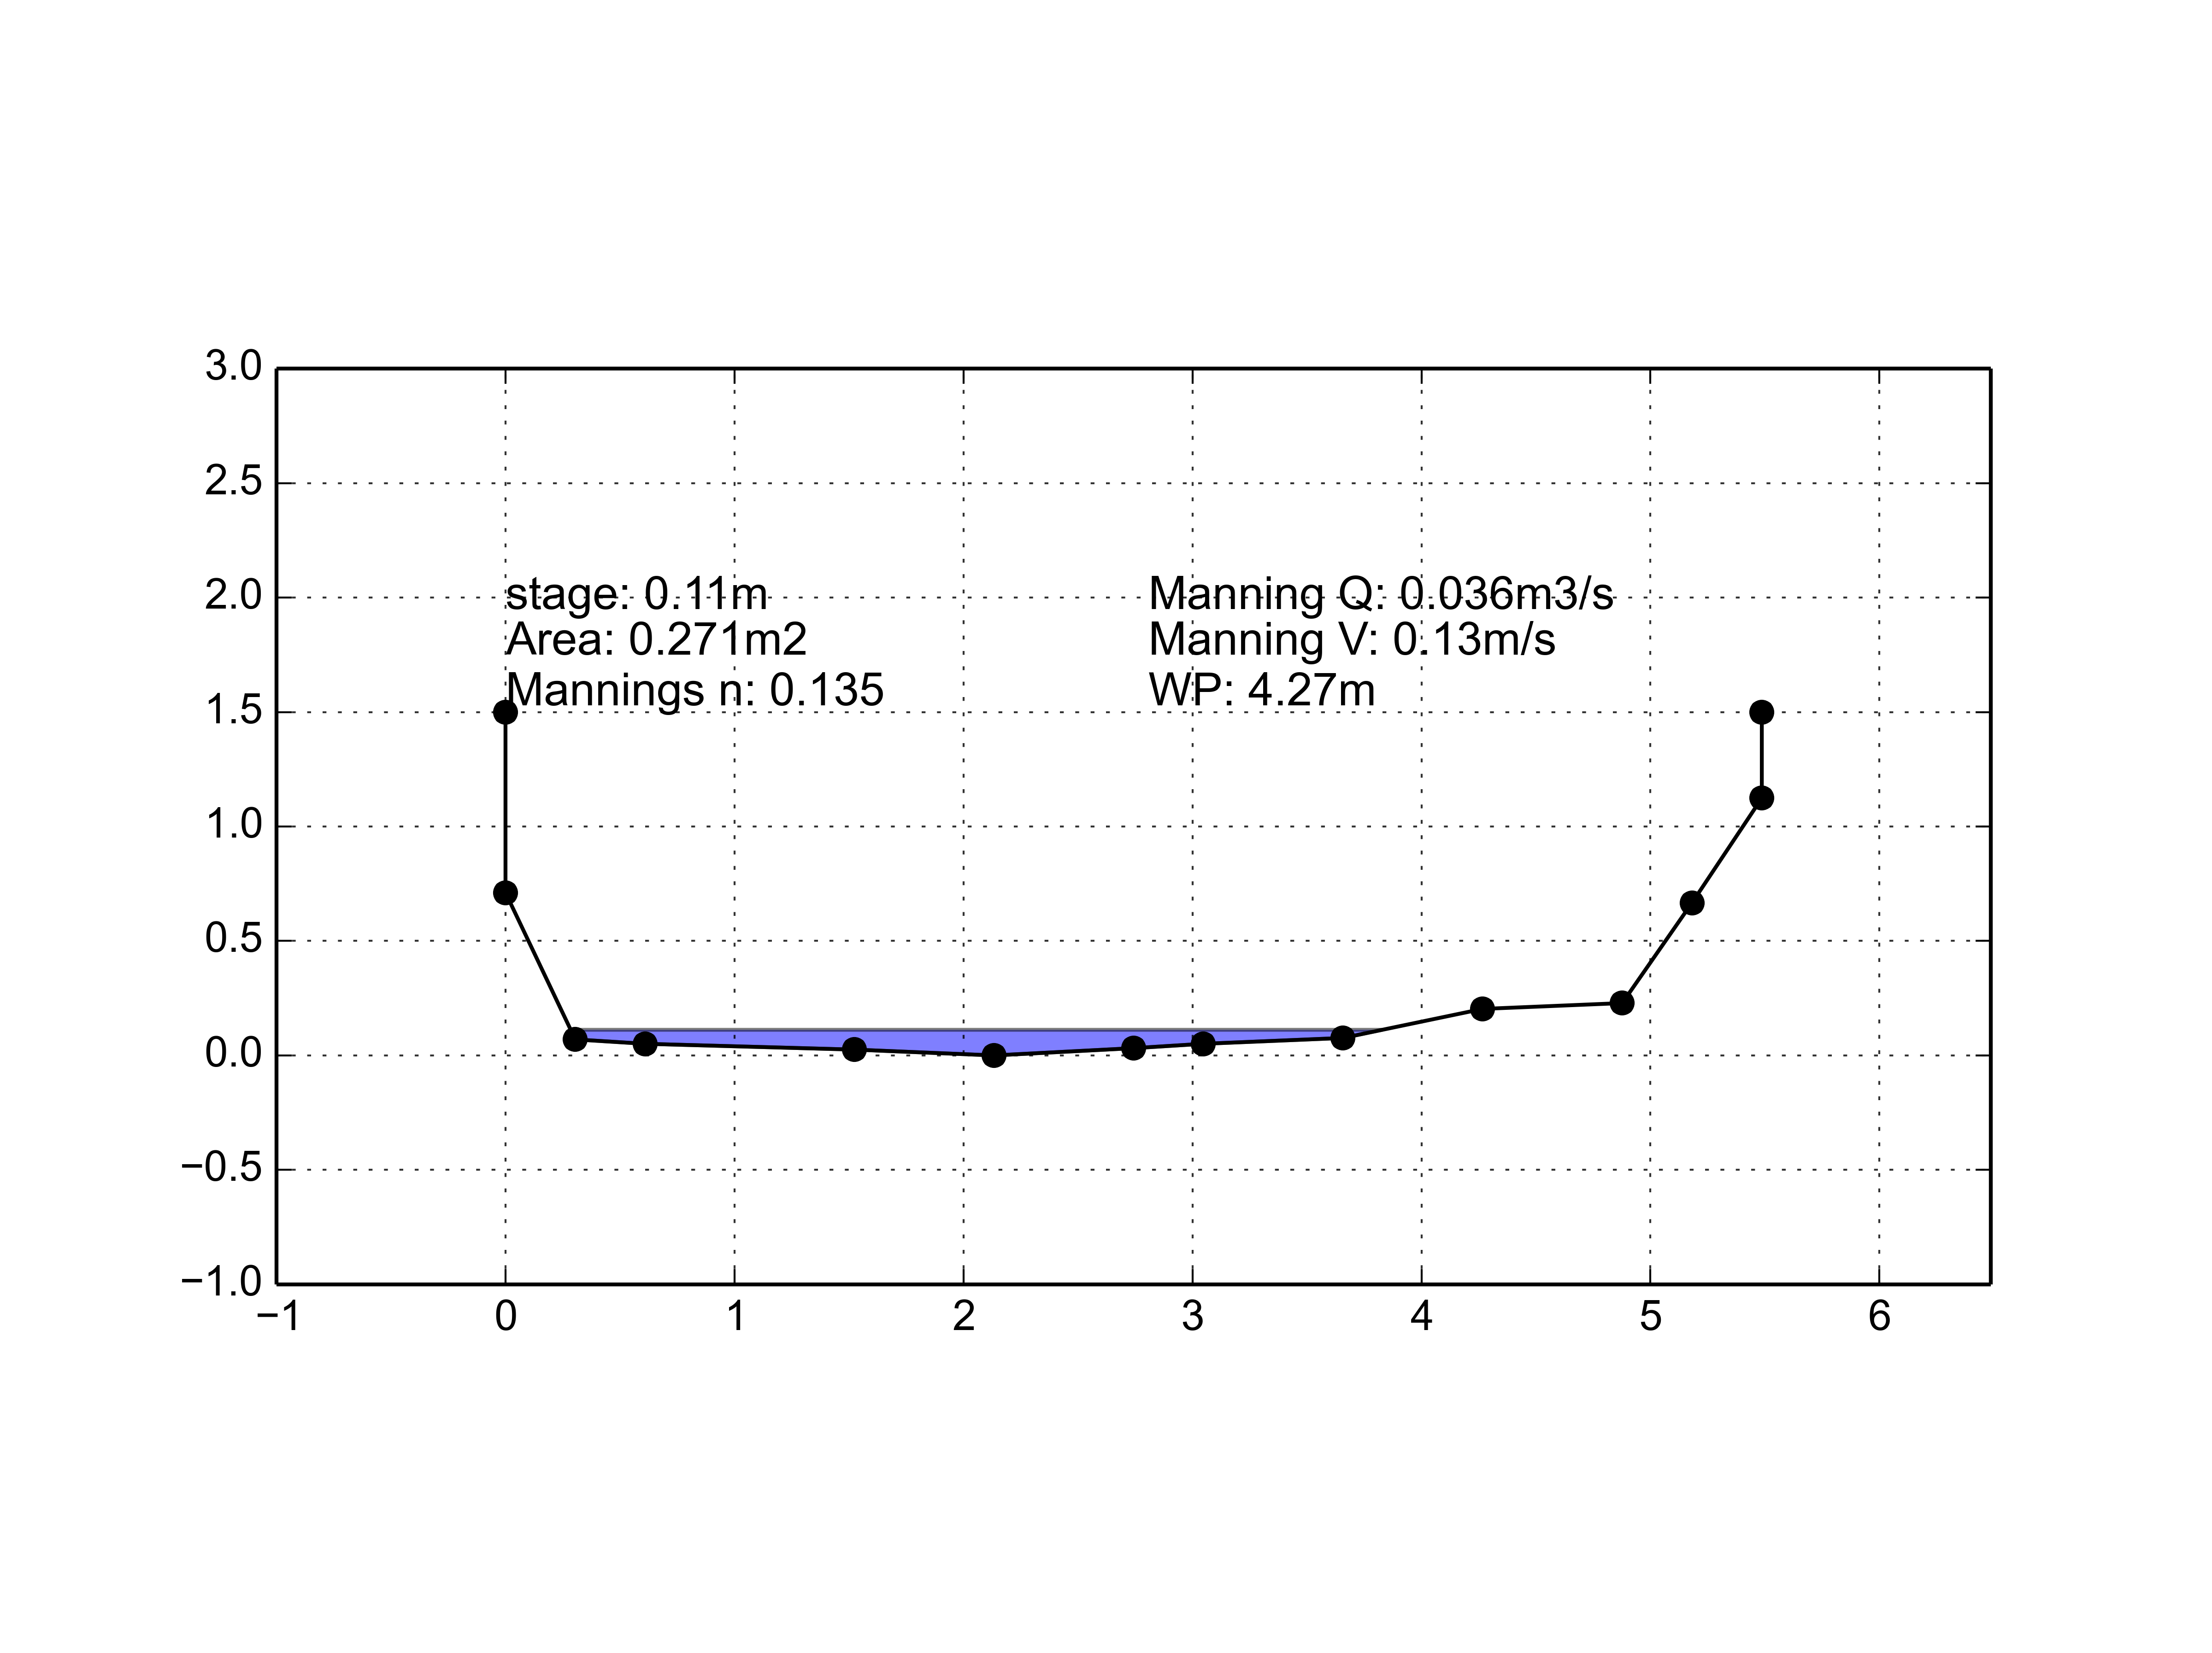 3.0
2.5
2.0
1.5
1.0
0.5
0.0
−0.5
−1.0
stage: 0.11m
Area: 0.271m2
Mannings n: 0.135
Manning Q: 0.036m3/s
Manning V: 0.13m/s
WP: 4.27m
−1 0 1 2 3 4 5 6